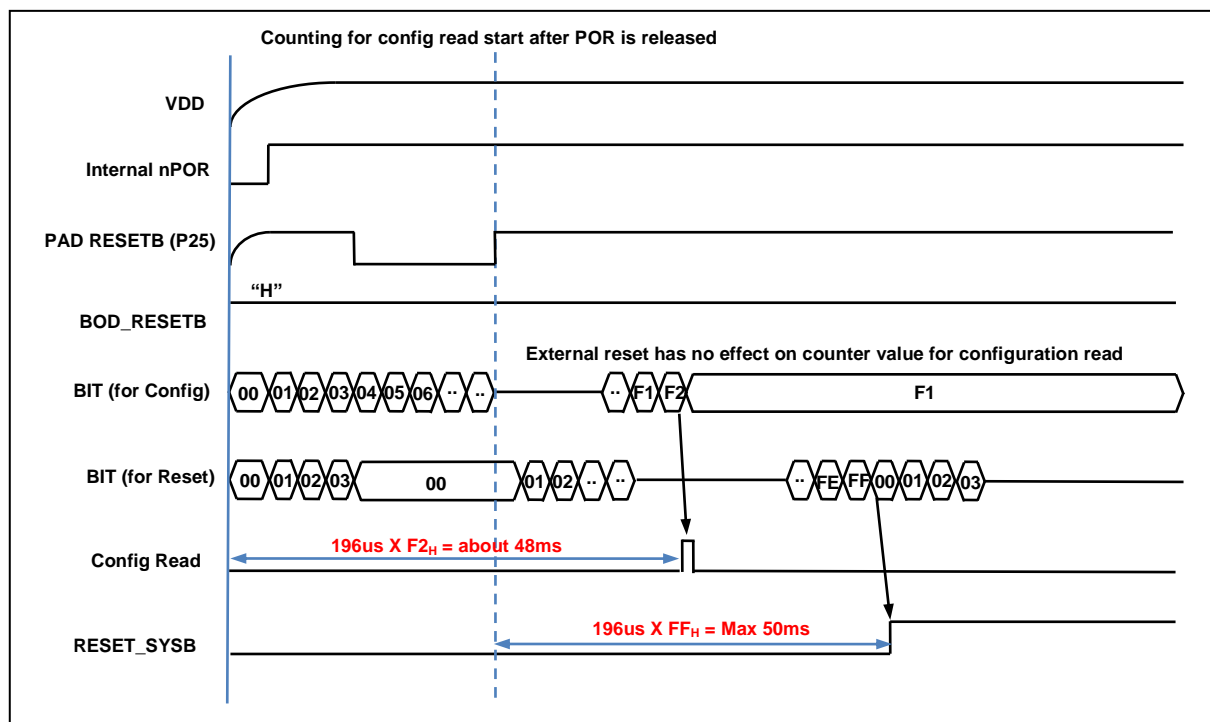 Counting for config read start after POR is released
VDD
Internal nPOR
PAD RESETB (P25)
“H”
BOD_RESETB
External reset has no effect on counter value for configuration read
BIT (for Config) 00 01 02 03 04 05 06 .. .. .. F1 F2 F1
BIT (for Reset) 00 01 02 03 00 01 02 .. .. .. FE FF 00 01 02 03
196us X F2H = about 48ms
Config Read
196us X FFH = Max 50ms
RESET_SYSB